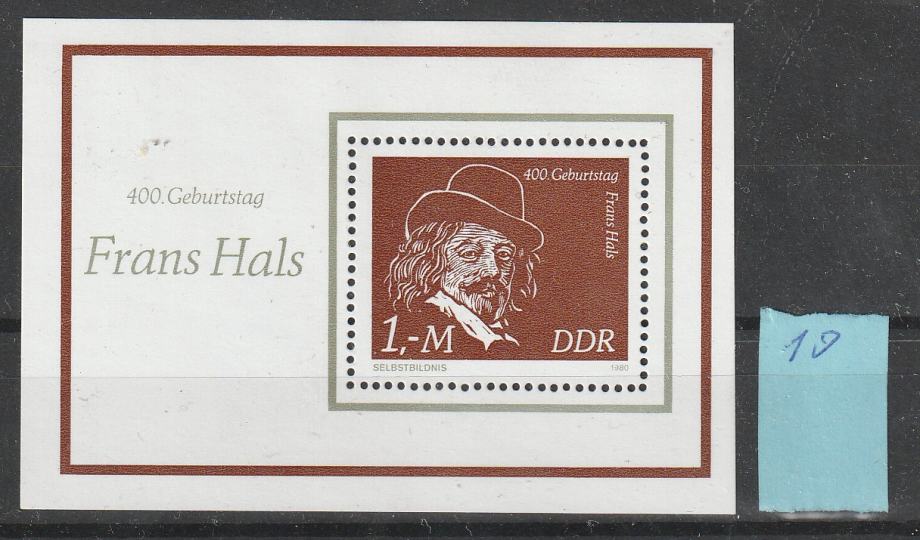 400. Geburtstag
Frans Hals
400. Geburtstag
Frans Hals
1,-M
DDR
SELBSTBILDNIS
1980
10